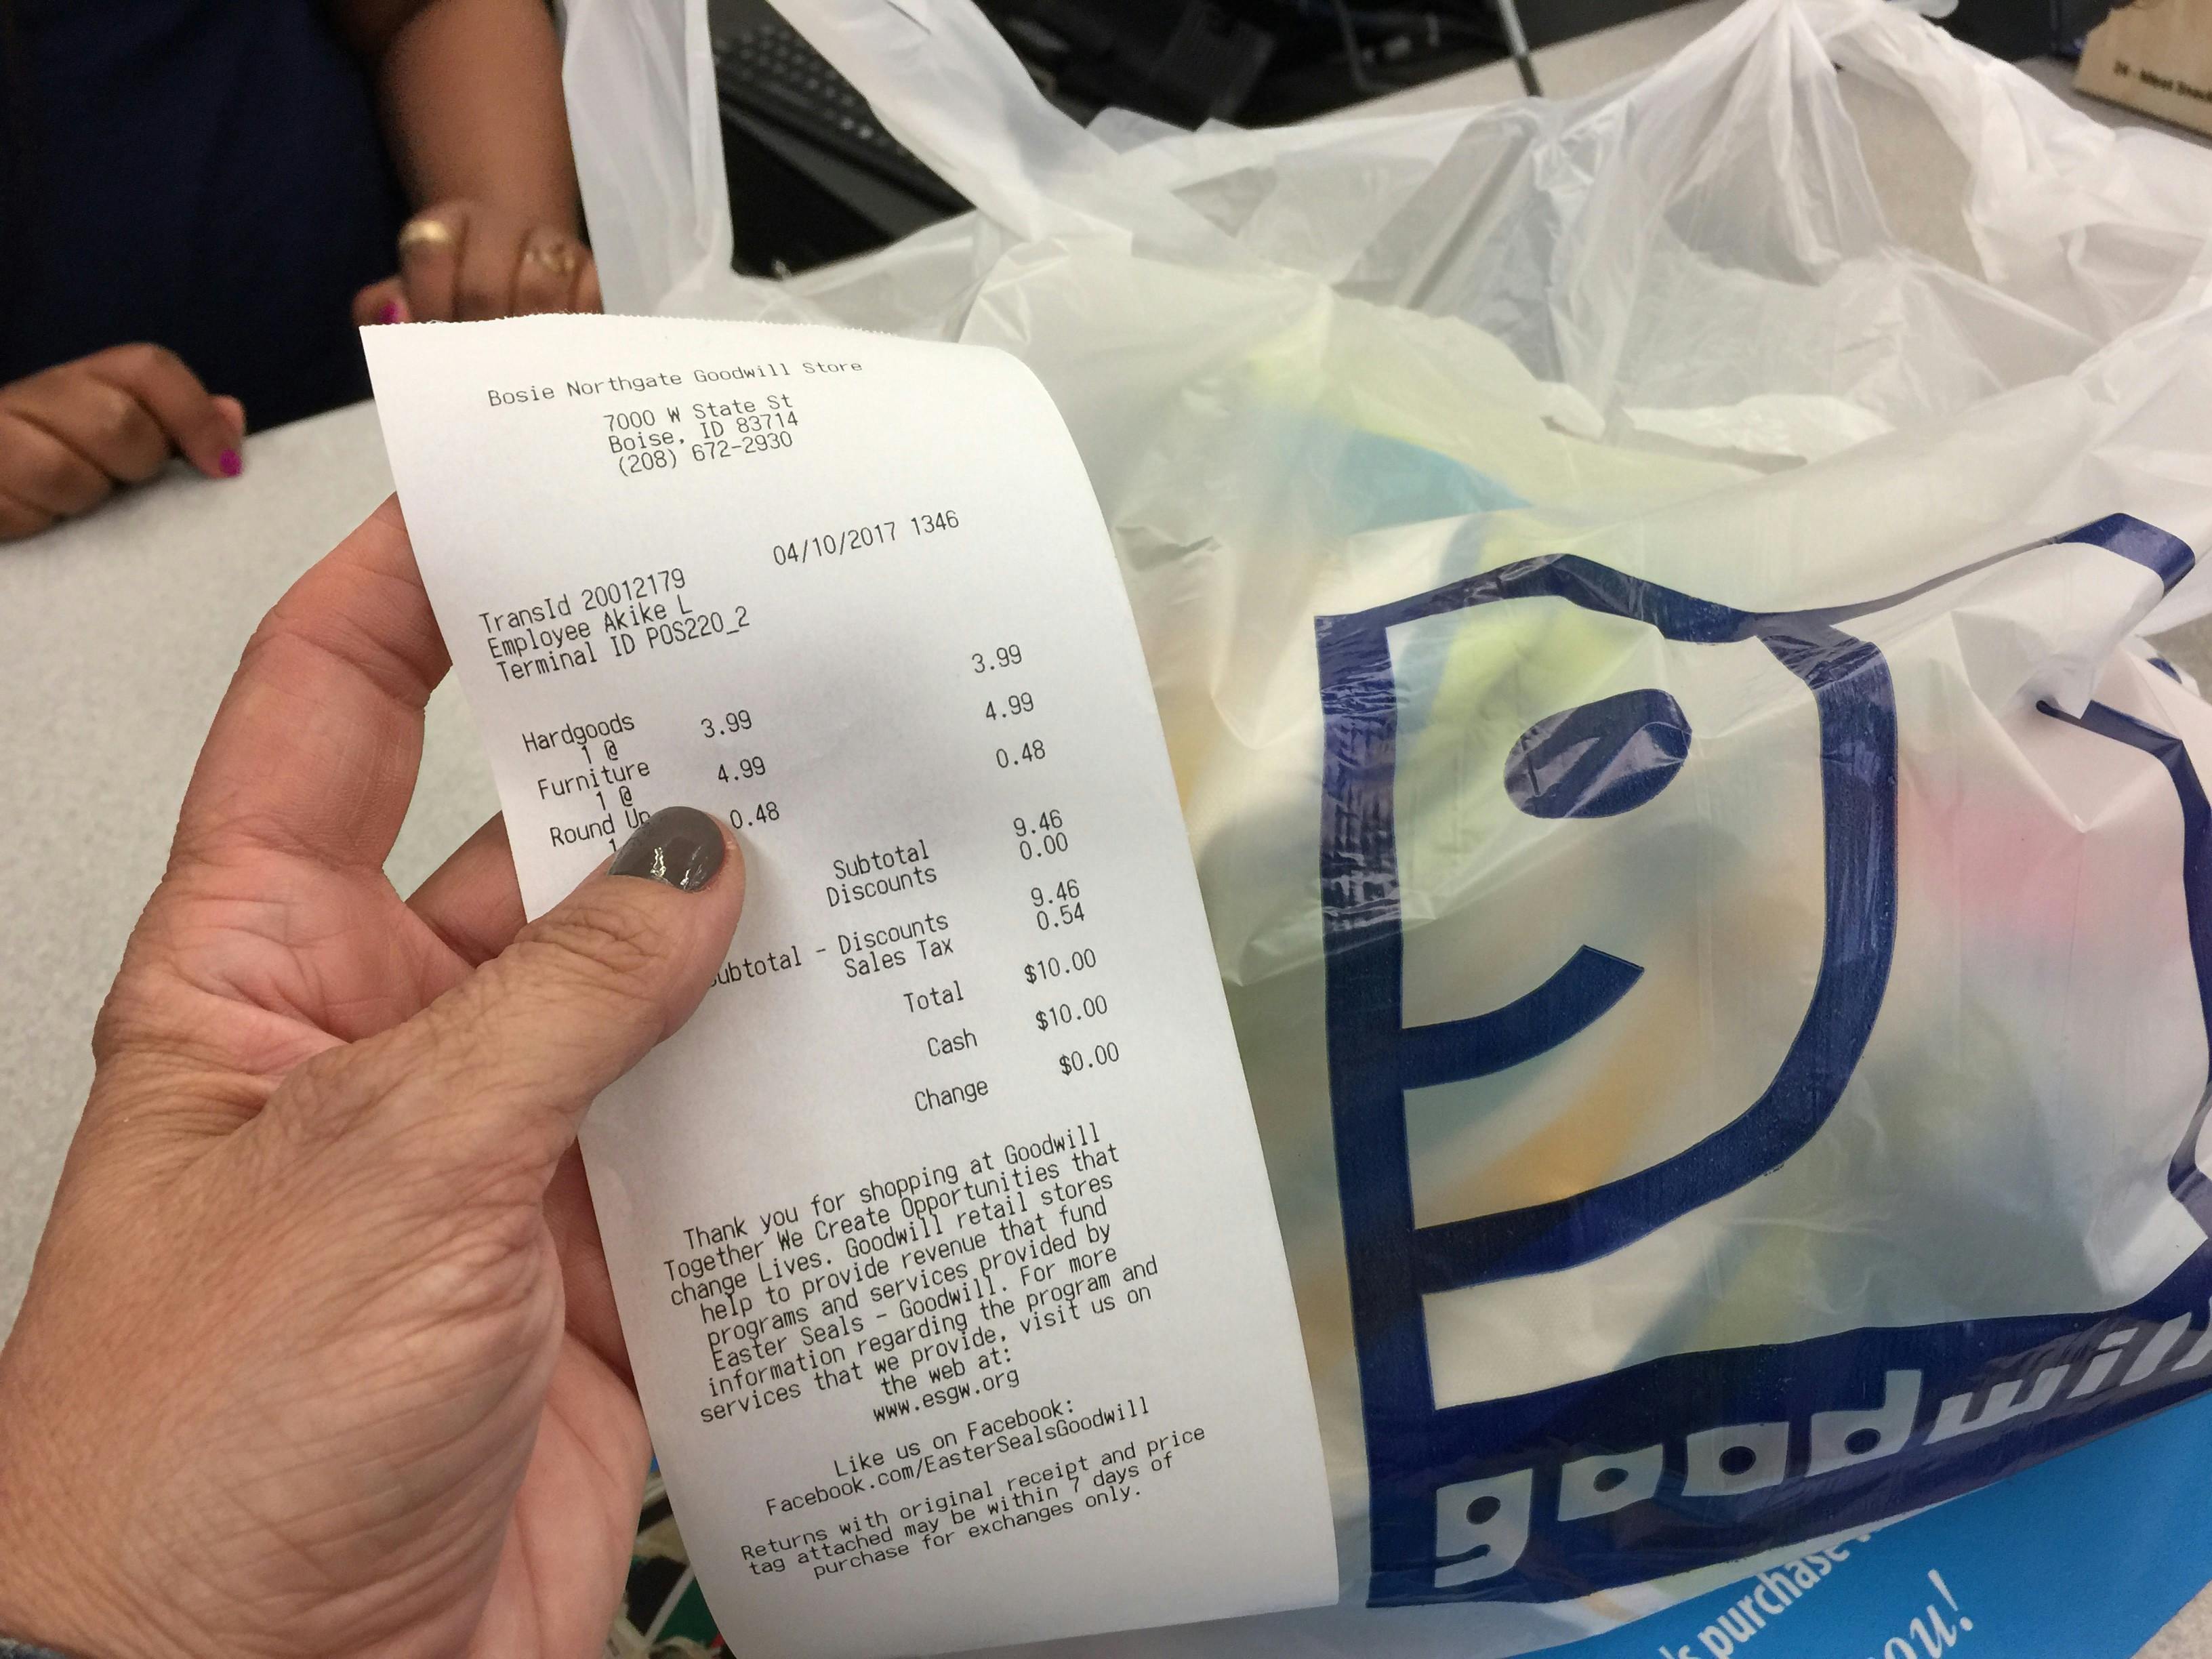 Bosie Northgate Goodwill Store
7000 W State St
Boise, ID 83714
(208) 672-2930
04/10/2017 1346
TransId 20012179
Employee Akike L
Terminal ID POS220_2
Hardgoods 3.99
1 @ 3.99
Furniture 4.99
1 @ 4.99
Round Up 0.48
1 0.48
Subtotal 9.46
Discounts 0.00
Subtotal - Discounts 9.46
Sales Tax 0.54
Total $10.00
Cash $10.00
Change $0.00
Thank you for shopping at Goodwill
Together We Create Opportunities that
change Lives. Goodwill retail stores
help to provide revenue that fund
programs and services provided by
Easter Seals - Goodwill. For more
information regarding the program and
services that we provide, visit us on
the web at:
www.esgw.org
Like us on Facebook:
Facebook.com/EasterSealsGoodwill
Returns with original receipt and price
tag attached may be within 7 days of
purchase for exchanges only.
goodwill
's purchase
ou!